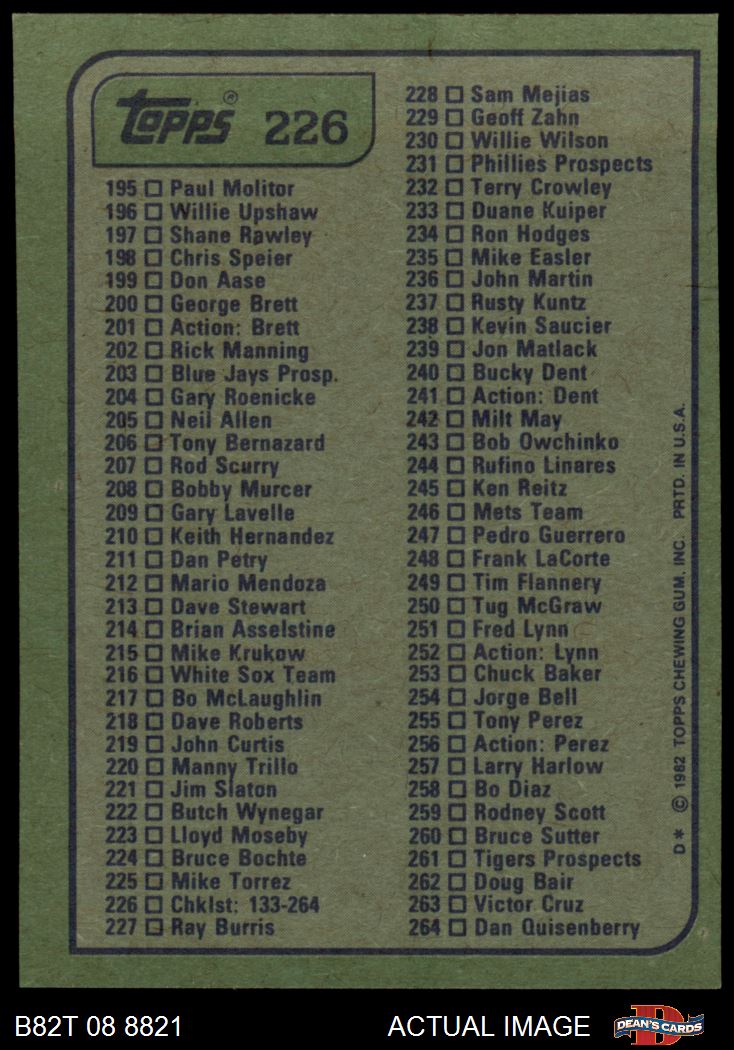 Topps® 226
195 □ Paul Molitor
196 □ Willie Upshaw
197 □ Shane Rawley
198 □ Chris Speier
199 □ Don Aase
200 □ George Brett
201 □ Action: Brett
202 □ Rick Manning
203 □ Blue Jays Prosp.
204 □ Gary Roenicke
205 □ Neil Allen
206 □ Tony Bernazard
207 □ Rod Scurry
208 □ Bobby Murcer
209 □ Gary Lavelle
210 □ Keith Hernandez
211 □ Dan Petry
212 □ Mario Mendoza
213 □ Dave Stewart
214 □ Brian Asselstine
215 □ Mike Krukow
216 □ White Sox Team
217 □ Bo McLaughlin
218 □ Dave Roberts
219 □ John Curtis
220 □ Manny Trillo
221 □ Jim Slaton
222 □ Butch Wynegar
223 □ Lloyd Moseby
224 □ Bruce Bochte
225 □ Mike Torrez
226 □ Chklst: 133-264
227 □ Ray Burris
228 □ Sam Mejias
229 □ Geoff Zahn
230 □ Willie Wilson
231 □ Phillies Prospects
232 □ Terry Crowley
233 □ Duane Kuiper
234 □ Ron Hodges
235 □ Mike Easler
236 □ John Martin
237 □ Rusty Kuntz
238 □ Kevin Saucier
239 □ Jon Matlack
240 □ Bucky Dent
241 □ Action: Dent
242 □ Milt May
243 □ Bob Owchinko
244 □ Rufino Linares
245 □ Ken Reitz
246 □ Mets Team
247 □ Pedro Guerrero
248 □ Frank LaCorte
249 □ Tim Flannery
250 □ Tug McGraw
251 □ Fred Lynn
252 □ Action: Lynn
253 □ Chuck Baker
254 □ Jorge Bell
255 □ Tony Perez
256 □ Action: Perez
257 □ Larry Harlow
258 □ Bo Diaz
259 □ Rodney Scott
260 □ Bruce Sutter
261 □ Tigers Prospects
262 □ Doug Bair
263 □ Victor Cruz
264 □ Dan Quisenberry
D* © 1982 TOPPS CHEWING GUM, INC. PRTD. IN U.S.A.
B82T 08 8821 ACTUAL IMAGE
D
DEAN'S CARDS